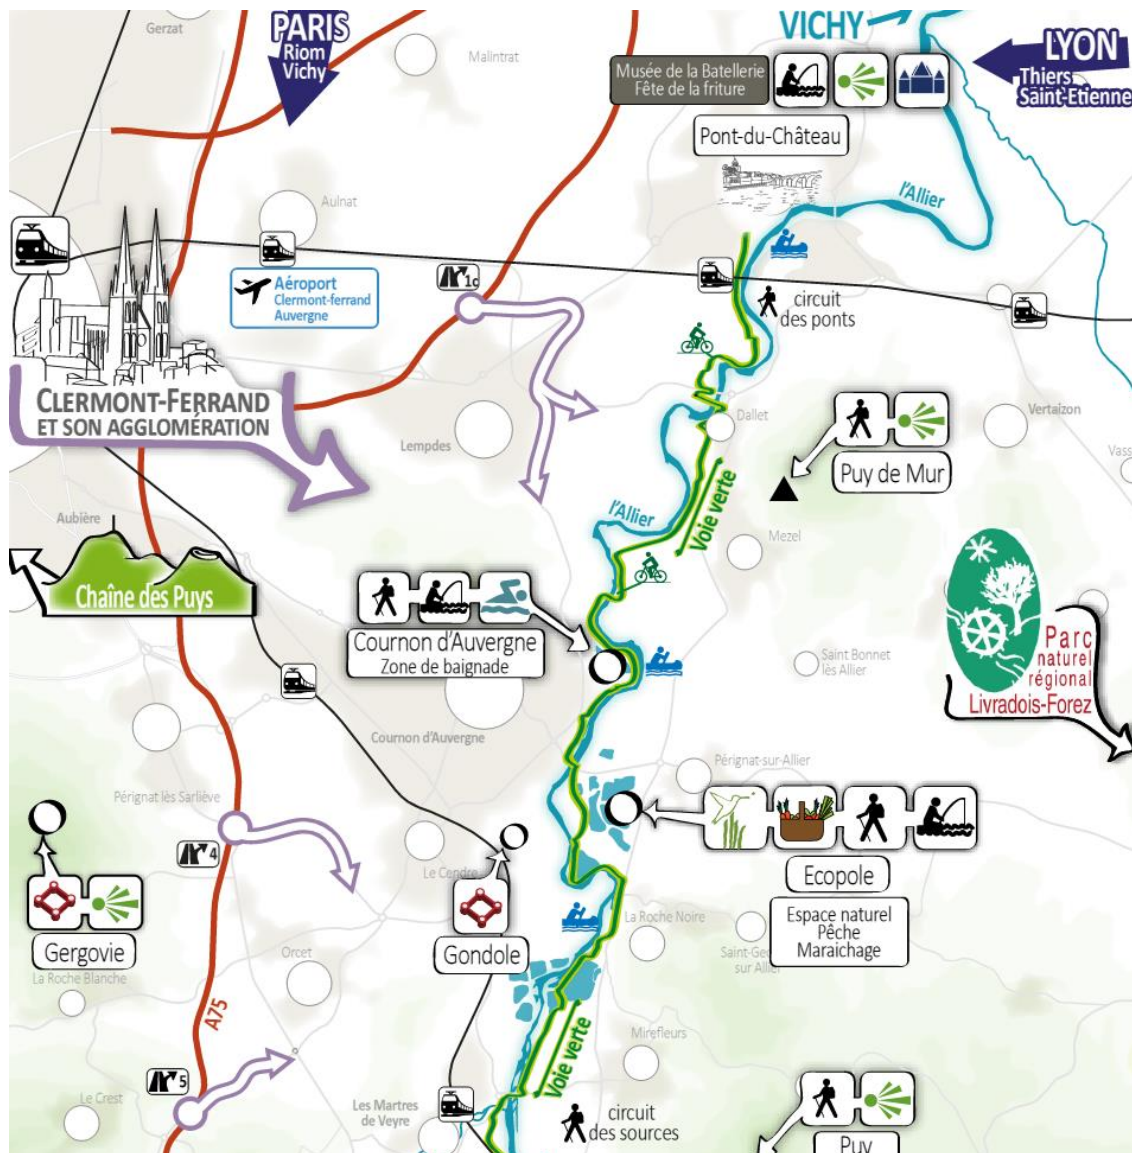 Gerzat
PARIS
Riom
Vichy
Malintrat
VICHY
LYON
Thiers
Saint-Etienne
Musée de la Batellerie
Fête de la friture
Pont-du-Château
l'Allier
Aulnat
Aéroport
Clermont-ferrand
Auvergne
1c
circuit
des ponts
CLERMONT-FERRAND
ET SON AGGLOMÉRATION
Lempdes
Dallet
Vertaizon
Vass
Puy de Mur
Voie verte
l'Allier
Aubière
Mezel
Chaîne des Puys
Cournon d'Auvergne
Zone de baignade
Saint Bonnet
lès Allier
Parc
naturel
régional
Livradois-Forez
Cournon d'Auvergne
Pérignat-sur-Allier
Pérignat lès Sarliève
4
Le Cendre
Ecopole
Espace naturel
Pêche
Maraichage
Gergovie
Gondole
La Roche Noire
Saint-Geo
sur Allier
Orcet
La Roche Blanche
A75
Mirefleurs
Voie verte
5
Le Crest
Les Martres
de Veyre
circuit
des sources
Puy